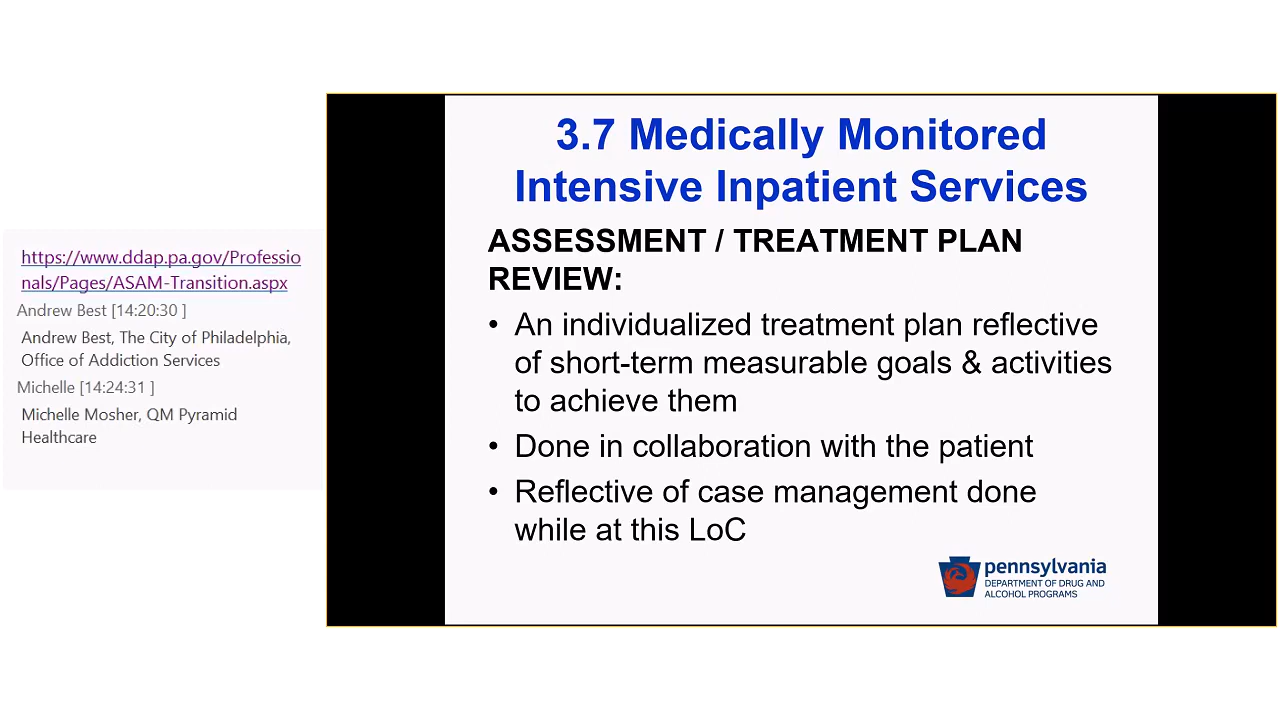 https://www.ddap.pa.gov/Professio
nals/Pages/ASAM-Transition.aspx
Andrew Best [14:20:30 ]
Andrew Best, The City of Philadelphia,
Office of Addiction Services
Michelle [14:24:31 ]
Michelle Mosher, QM Pyramid
Healthcare
3.7 Medically Monitored
Intensive Inpatient Services
ASSESSMENT / TREATMENT PLAN
REVIEW:
• An individualized treatment plan reflective
of short-term measurable goals & activities
to achieve them
• Done in collaboration with the patient
• Reflective of case management done
while at this LoC
pennsylvania
DEPARTMENT OF DRUG AND
ALCOHOL PROGRAMS